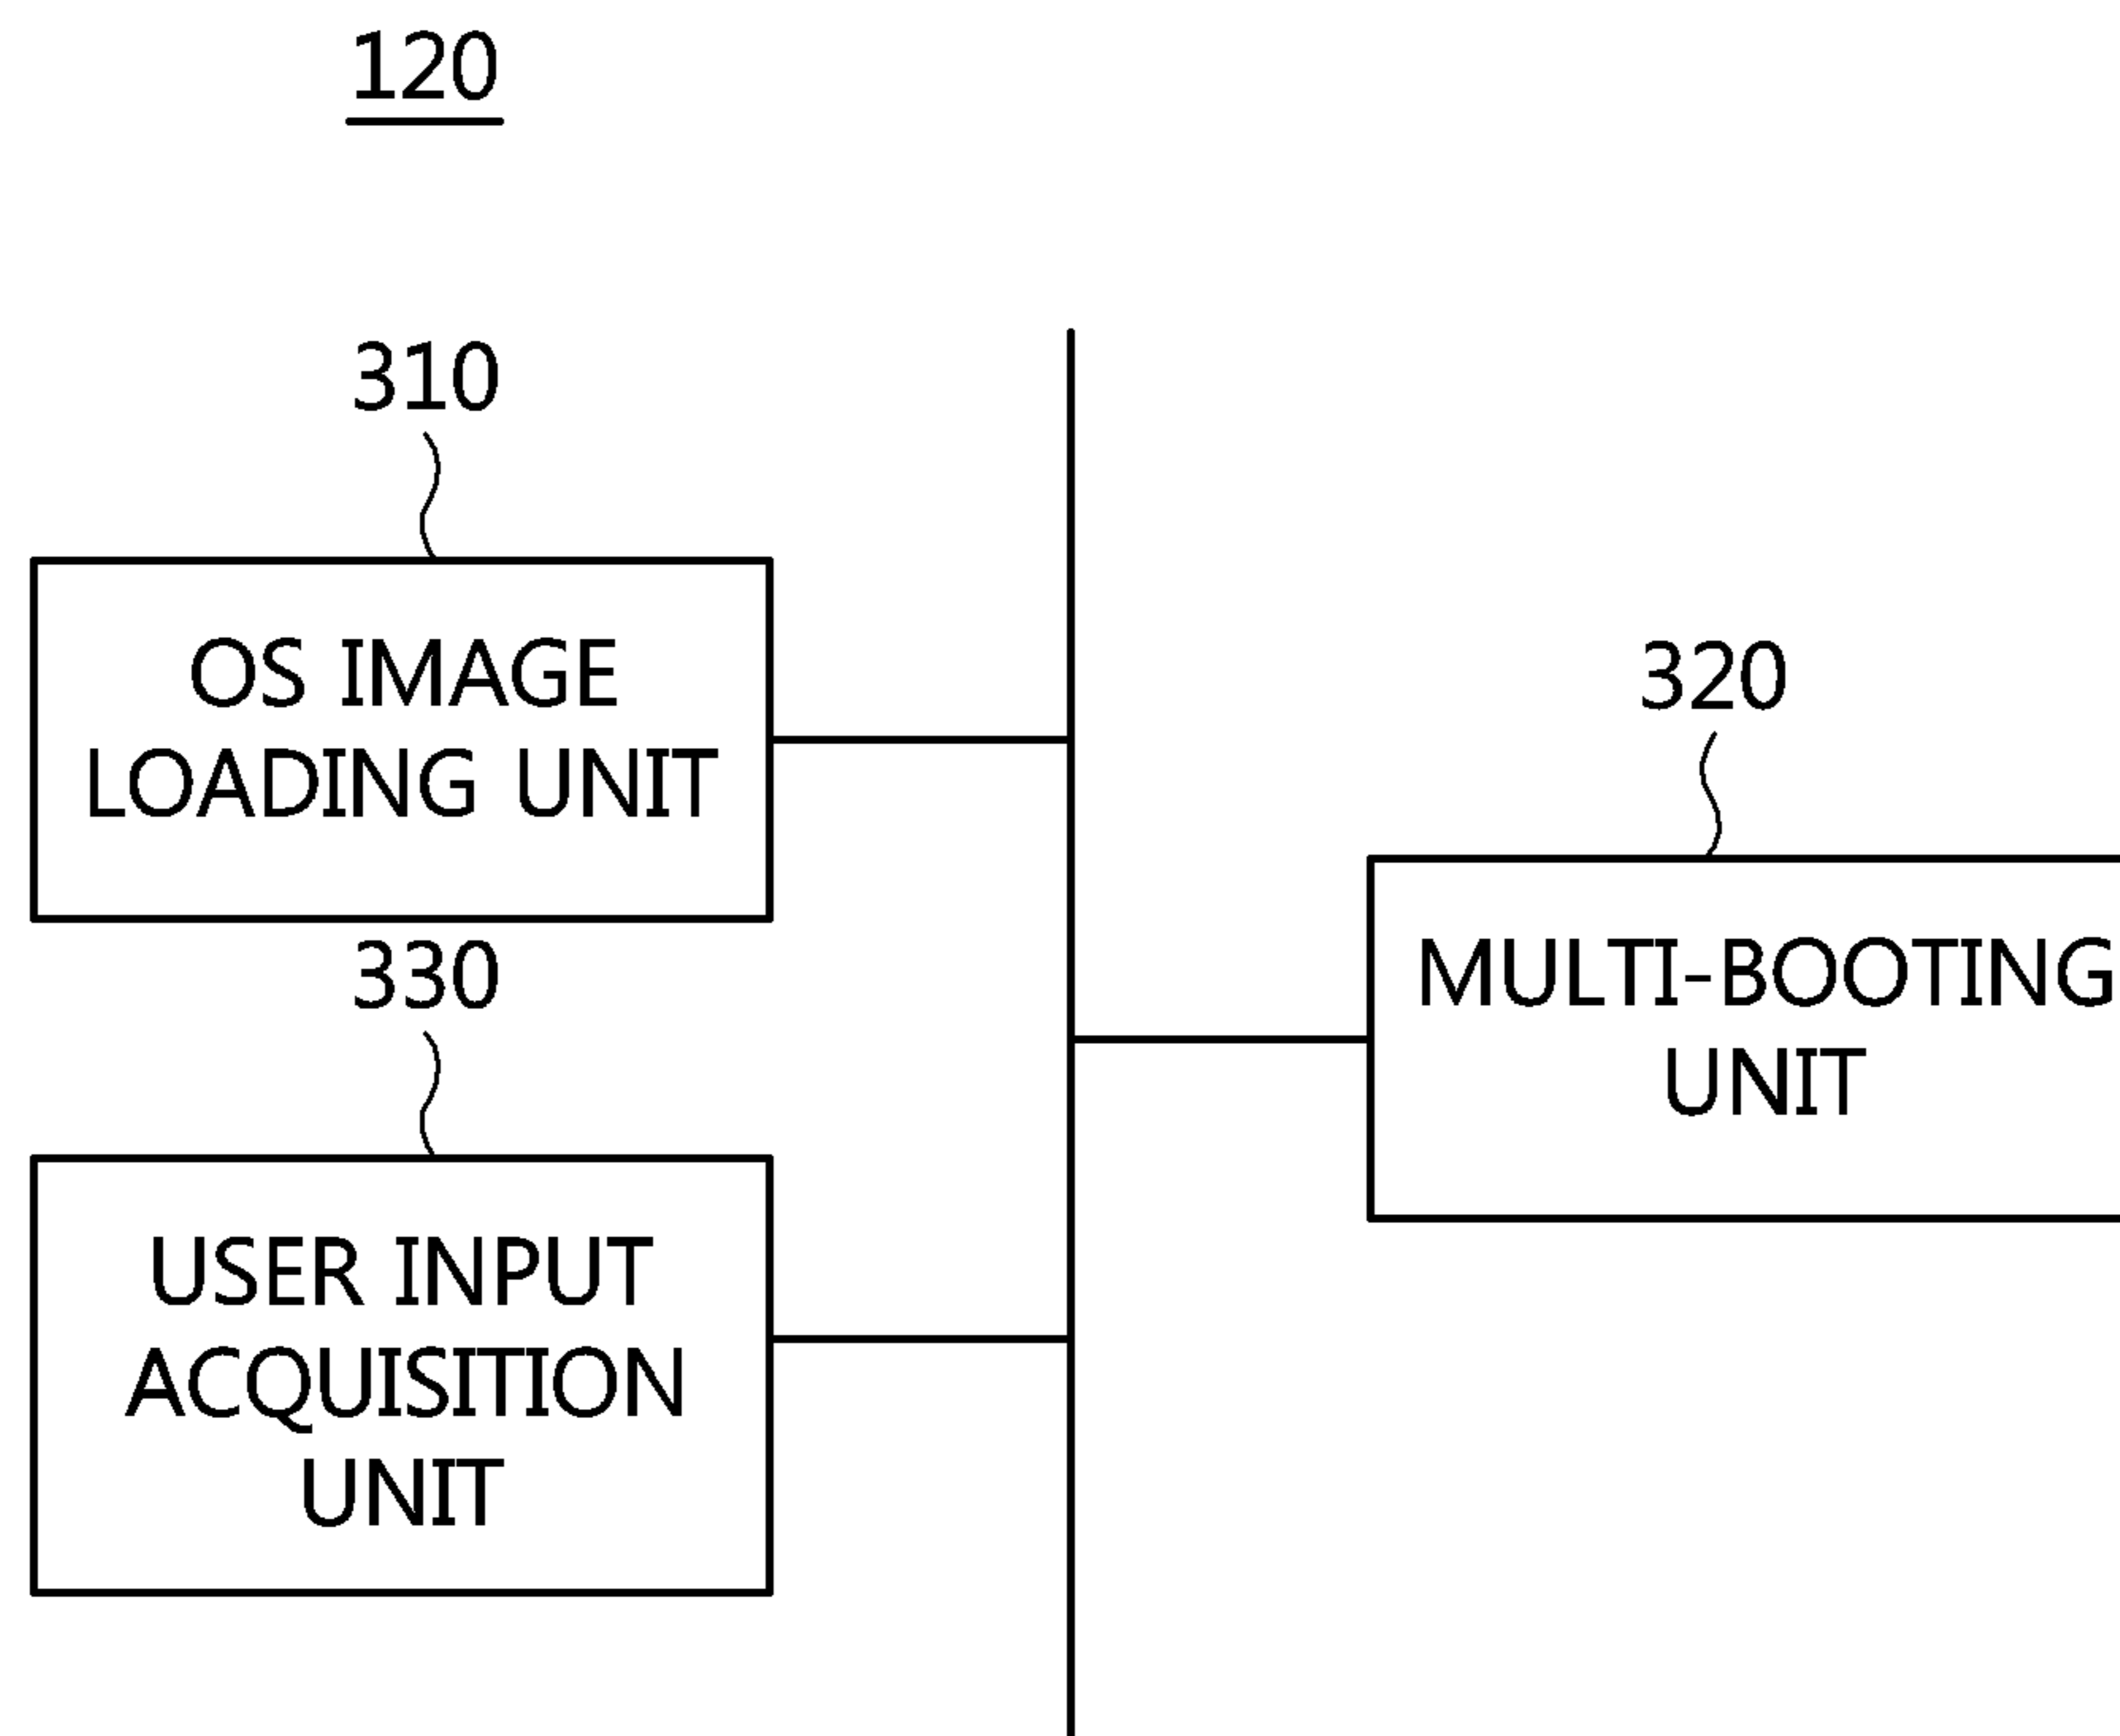 120
310
OS IMAGE
LOADING UNIT
320
MULTI-BOOTING
UNIT
330
USER INPUT
ACQUISITION
UNIT